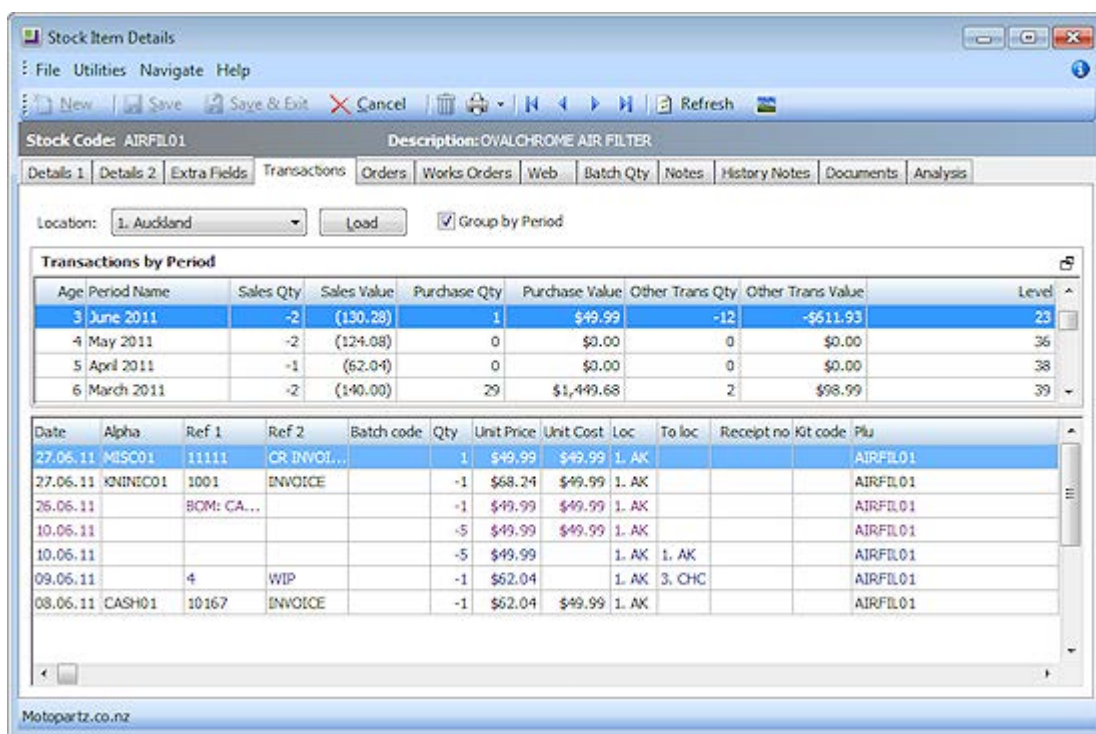 Stock Item Details
File Utilities Navigate Help
New Save Save & Exit Cancel Refresh
Stock Code: AIRFIL01 Description: OVALCHROME AIR FILTER
Details 1 Details 2 Extra Fields Transactions Orders Works Orders Web Batch Qty Notes History Notes Documents Analysis
Location: 1. Auckland Load Group by Period
Transactions by Period
Age Period Name Sales Qty Sales Value Purchase Qty Purchase Value Other Trans Qty Other Trans Value Level
3 June 2011 -2 (130.28) 1 $49.99 -12 -$611.93 23
4 May 2011 -2 (124.08) 0 $0.00 0 $0.00 36
5 April 2011 -1 (62.04) 0 $0.00 0 $0.00 38
6 March 2011 -2 (140.00) 29 $1,449.68 2 $98.99 39
Date Alpha Ref 1 Ref 2 Batch code Qty Unit Price Unit Cost Loc To loc Receipt no Kit code Plu
27.06.11 MISC01 11111 CR INVOI... 1 $49.99 $49.99 1. AK AIRFIL01
27.06.11 KNINIC01 1001 INVOICE -1 $68.24 $49.99 1. AK AIRFIL01
26.06.11 BOM: CA... -1 $49.99 $49.99 1. AK AIRFIL01
10.06.11 -5 $49.99 $49.99 1. AK AIRFIL01
10.06.11 -5 $49.99 1. AK 1. AK AIRFIL01
09.06.11 4 WIP -1 $62.04 1. AK 3. CHC AIRFIL01
08.06.11 CASH01 10167 INVOICE -1 $62.04 $49.99 1. AK AIRFIL01
Motopartz.co.nz